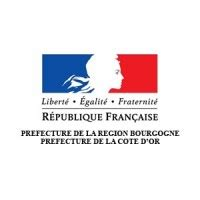 Liberté • Égalité • Fraternité
RÉPUBLIQUE FRANÇAISE
PREFECTURE DE LA REGION BOURGOGNE
PREFECTURE DE LA COTE D'OR